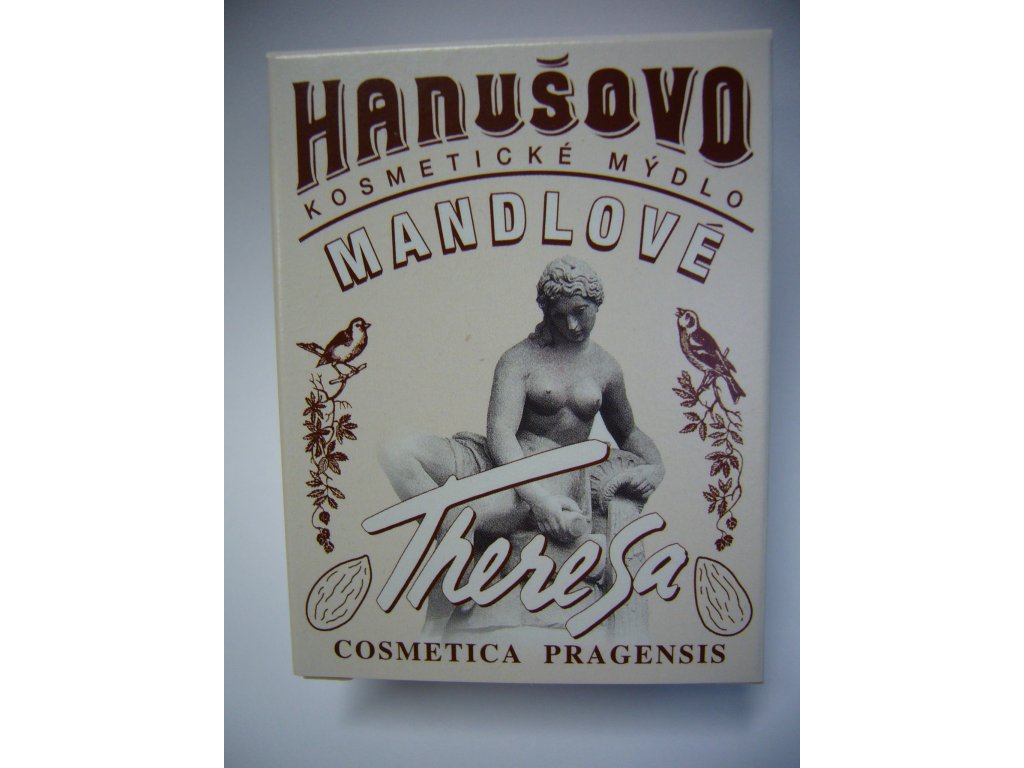 HANUŠOVO
KOSMETICKÉ MÝDLO
MANDLOVÉ
Theresa
COSMETICA PRAGENSIS